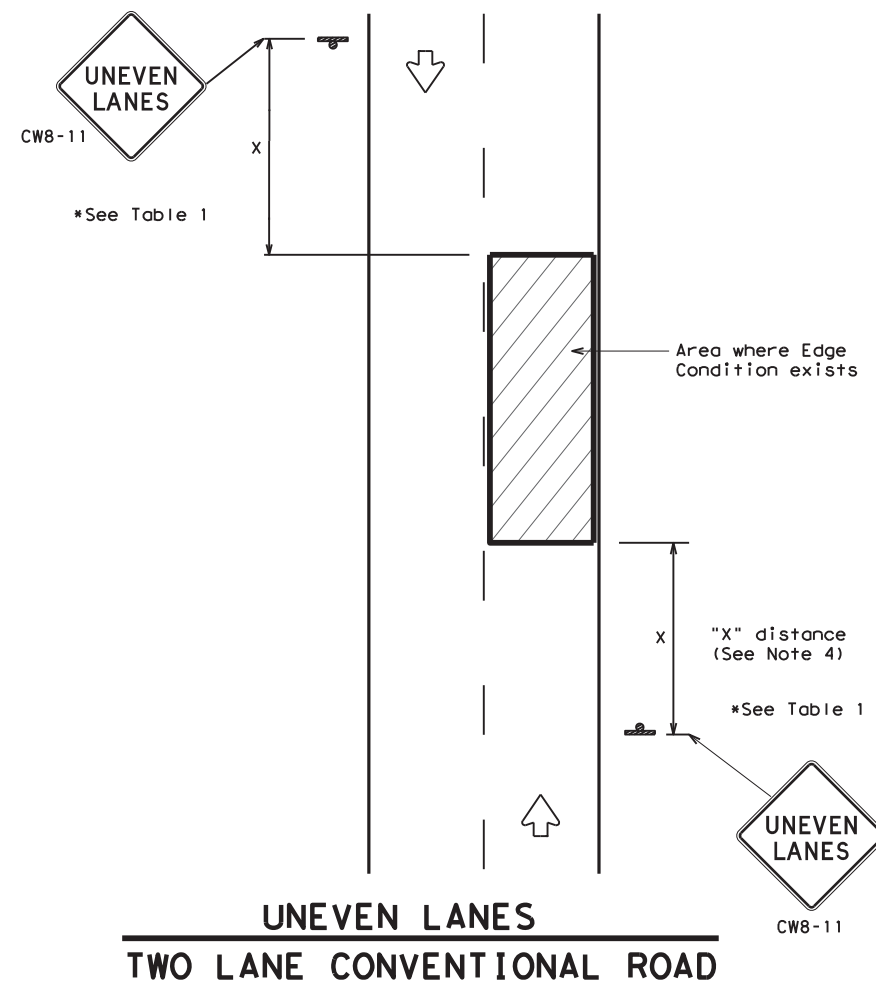 UNEVEN
LANES
CW8-11
X
*See Table 1
Area where Edge
Condition exists
X
"X" distance
(See Note 4)
*See Table 1
UNEVEN
LANES
CW8-11
UNEVEN LANES
TWO LANE CONVENTIONAL ROAD